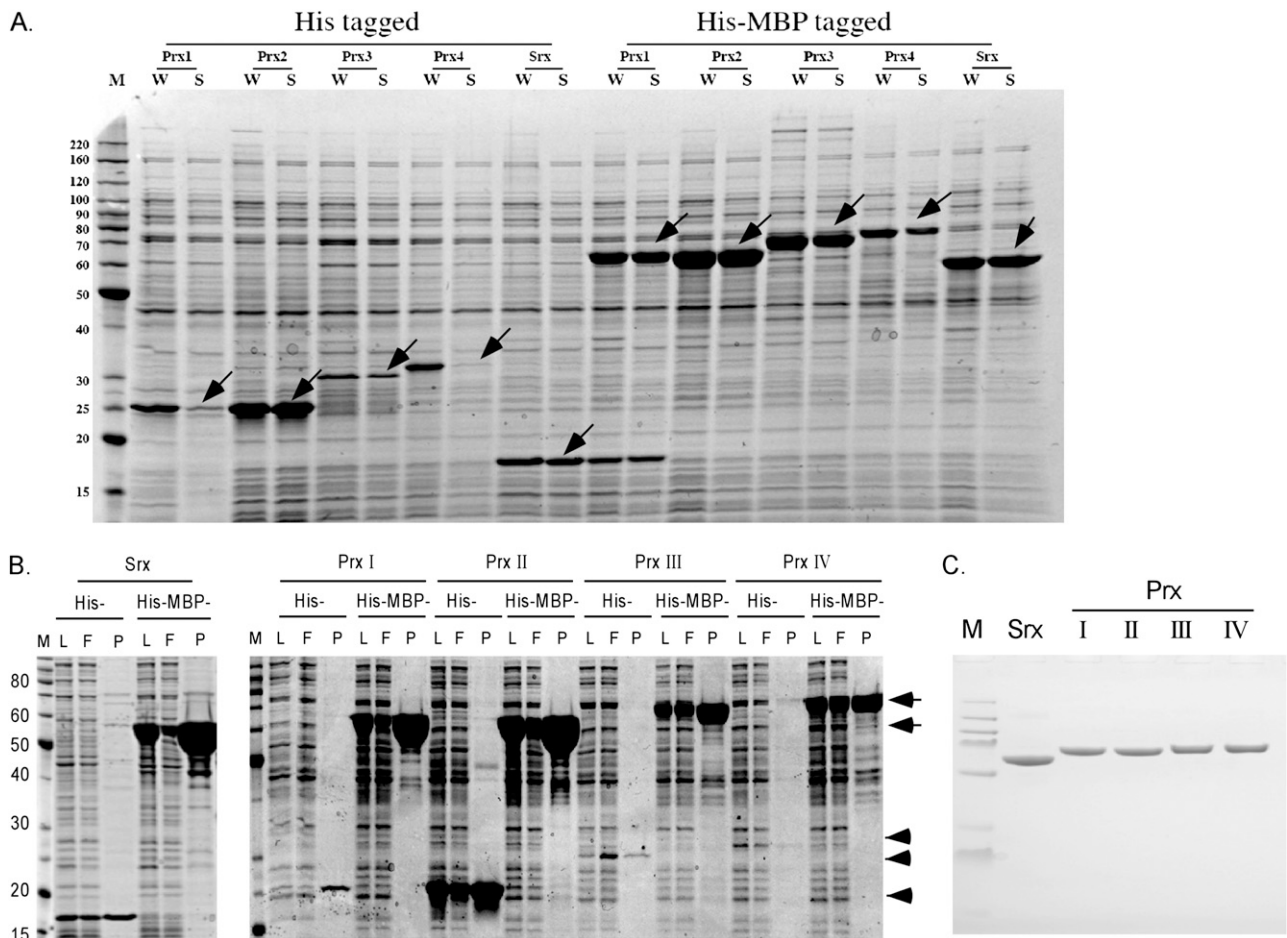 A.
His tagged His-MBP tagged
Prx1 Prx2 Prx3 Prx4 Srx Prx1 Prx2 Prx3 Prx4 Srx
M W S W S W S W S W S W S W S W S W S W S
220
160
120
100
90
80
70
60
50
40
30
25
20
15
B.
Srx Prx I Prx II Prx III Prx IV
His- His-MBP- His- His-MBP- His- His-MBP- His- His-MBP- His- His-MBP-
M L F P L F P M L F P L F P L F P L F P L F P L F P L F P L F P
80
60
50
40
30
20
15
C.
Prx
M Srx I II III IV